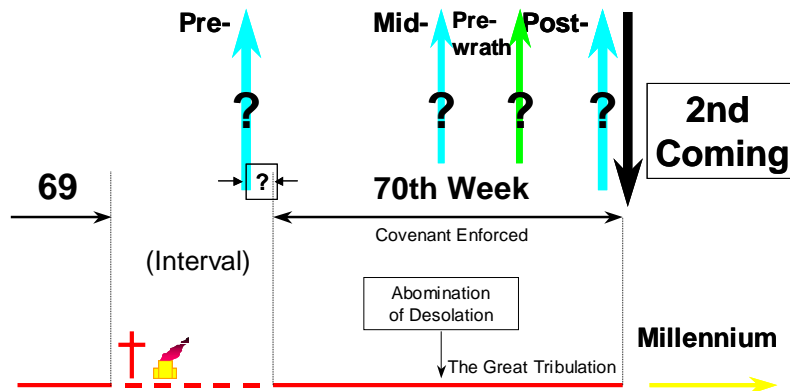 Pre-
Mid-
Pre-
wrath
Post-
?
?
?
?
2nd
Coming
?
69
70th Week
Covenant Enforced
(Interval)
Abomination
of Desolation
Millennium
The Great Tribulation